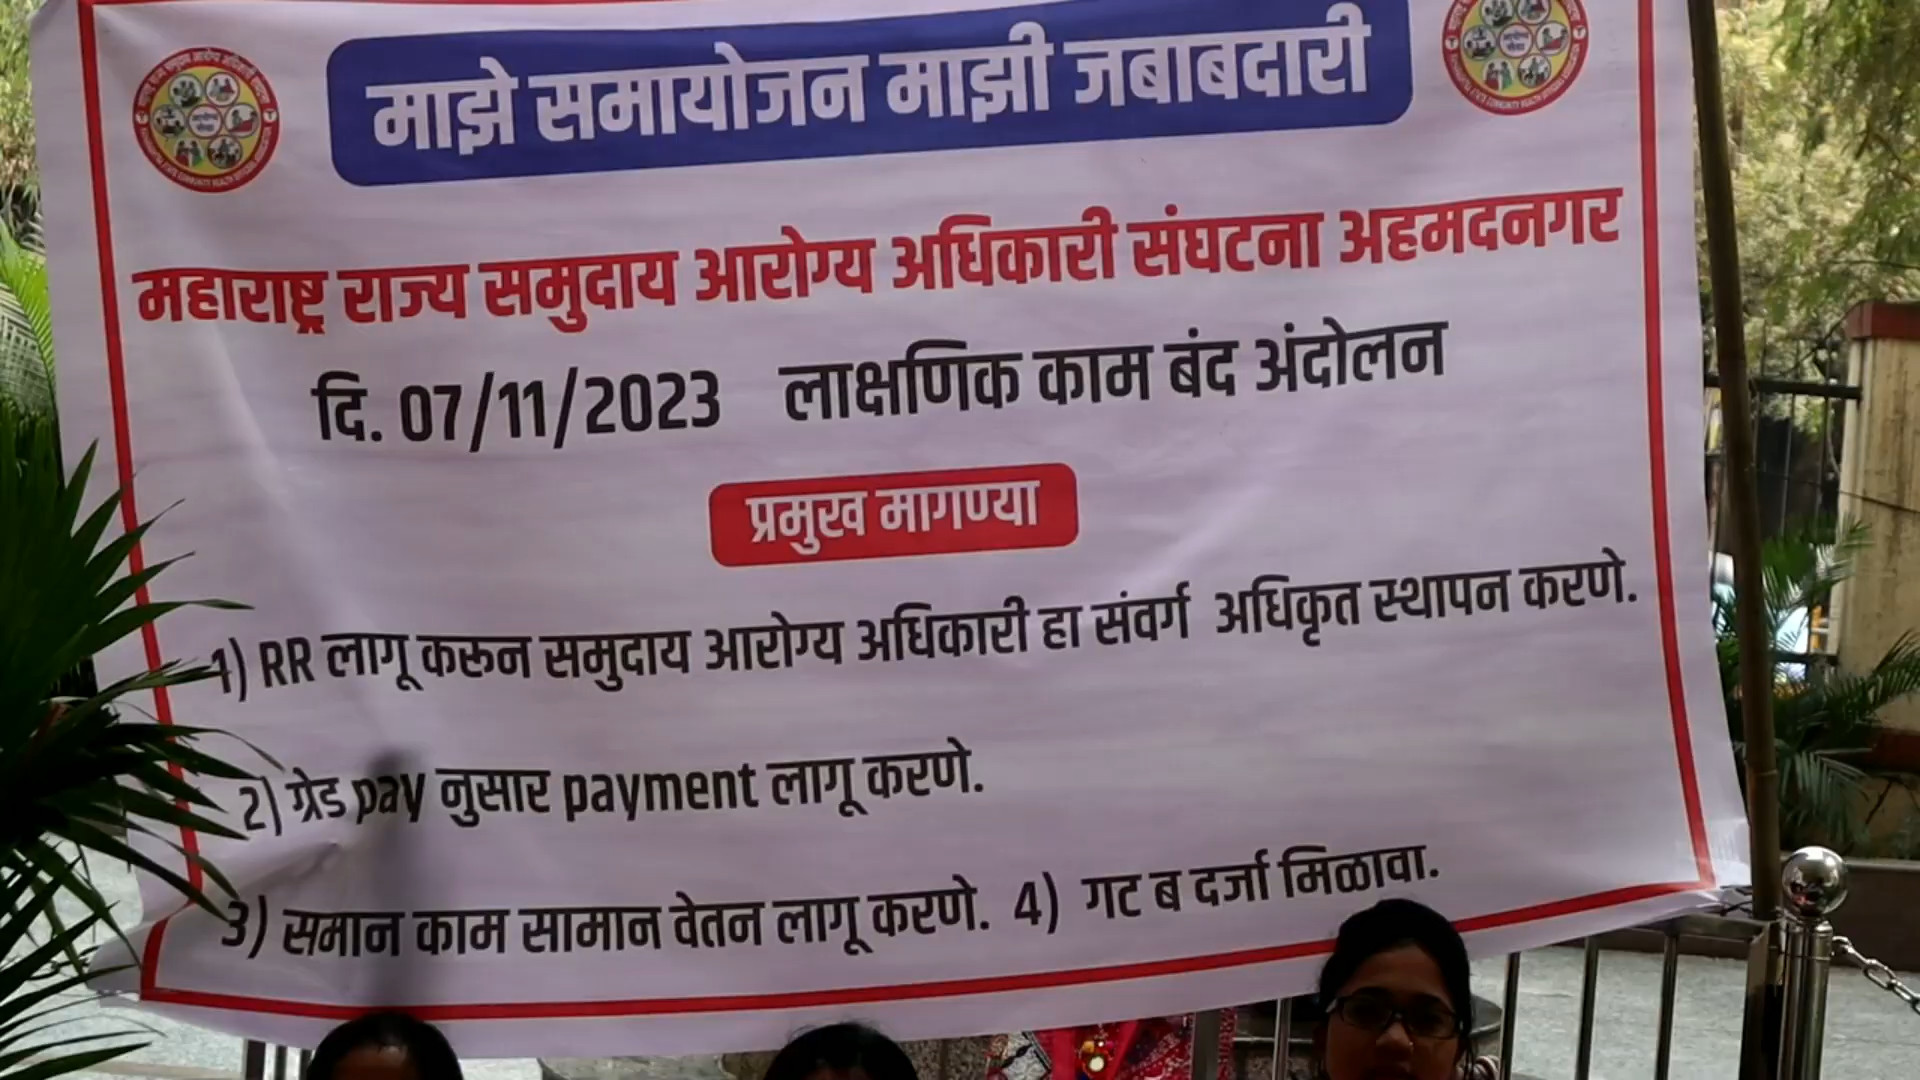 माझे समायोजन माझी जबाबदारी
महाराष्ट्र राज्य समुदाय आरोग्य अधिकारी संघटना अहमदनगर
दि. 07/11/2023 लाक्षणिक काम बंद अंदोलन
प्रमुख मागण्या
1) RR लागू करून समुदाय आरोग्य अधिकारी हा संवर्ग अधिकृत स्थापन करणे.
2) ग्रेड pay नुसार payment लागू करणे.
3) समान काम सामान वेतन लागू करणे. 4) गट ब दर्जा मिळावा.